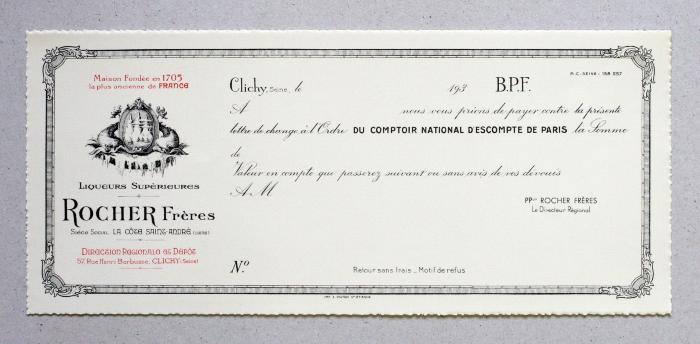 Maison Fondée en 1705
la plus ancienne de FRANCE
LIQUEURS SUPÉRIEURES
ROCHER Frères
SIÈGE SOCIAL LA CÔTE SAINT-ANDRÉ (ISÈRE)
DIRECTION RÉGIONALE et DÉPÔT
57, Rue Henri Barbusse, CLICHY (Seine)
R.C. SEINE
Clichy, Seine, le 193 B.P.F.
A nous vous prions de payer contre la présente
lettre de change à l'Ordre DU COMPTOIR NATIONAL D'ESCOMPTE DE PARIS la Somme
de
Valeur en compte que passerez suivant ou sans avis de vos dévoués
A M
PPon ROCHER FRÈRES
Le Directeur Régional
N.o Retour sans frais _ Motif de refus